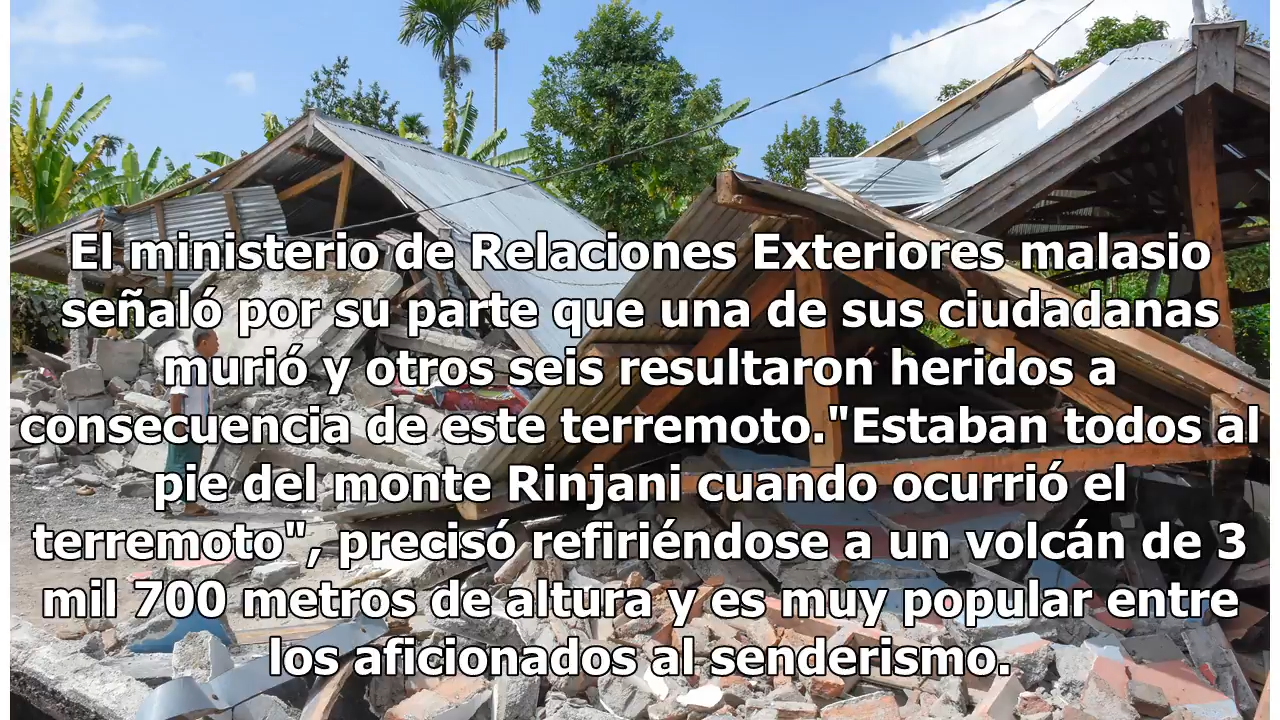 El ministerio de Relaciones Exteriores malasio
señaló por su parte que una de sus ciudadanas
murió y otros seis resultaron heridos a
consecuencia de este terremoto."Estaban todos al
pie del monte Rinjani cuando ocurrió el
terremoto", precisó refiriéndose a un volcán de 3
mil 700 metros de altura y es muy popular entre
los aficionados al senderismo.